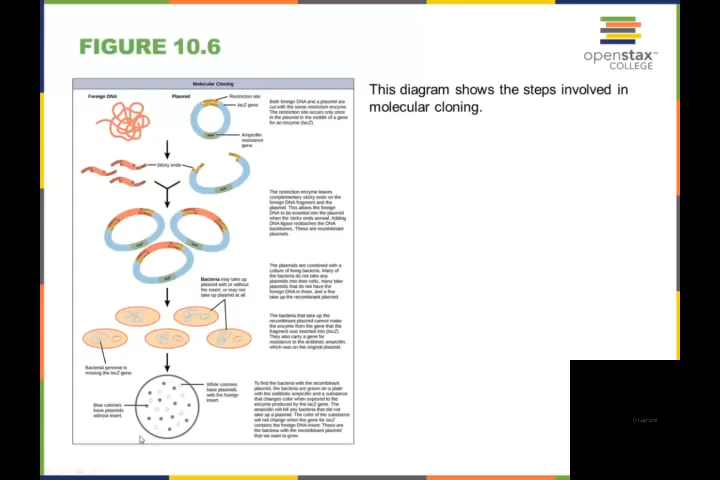 FIGURE 10.6
openstax™
COLLEGE
This diagram shows the steps involved in
molecular cloning.
Molecular Cloning
Foreign DNA
Plasmid
Restriction site
lacZ gene
Ampicillin
resistance
gene
Both foreign DNA and a plasmid are
cut with the same restriction enzyme.
The restriction site occurs only once
in the plasmid in the middle of a gene
for an enzyme (lacZ).
Sticky ends
The restriction enzyme leaves
complementary sticky ends on the
foreign DNA fragment and the
plasmid. This allows the foreign
DNA to be inserted into the plasmid
when the sticky ends anneal. Adding
DNA ligase reattaches the DNA
backbones. These are recombinant
plasmids.
Bacteria may take up
plasmid with or without
the insert, or may not
take up plasmid at all.
The plasmids are combined with a
culture of living bacteria. Many of
the bacteria do not take any
plasmids into their cells, many take
plasmids that do not have the
foreign DNA in them, and a few
take up the recombinant plasmid.
The bacteria that take up the
recombinant plasmid cannot make
the enzyme from the gene that the
fragment was inserted into (lacZ).
They also carry a gene for
resistance to the antibiotic ampicillin,
which was on the original plasmid.
Bacterial genome is
missing the lacZ gene
White colonies
have plasmids
with the foreign
insert.
Blue colonies
have plasmids
without insert.
To find the bacteria with the recombinant
plasmid, the bacteria are grown on a plate
with the antibiotic ampicillin and a substance
that changes color when exposed to the
enzyme produced by the lacZ gene. The
ampicillin will kill any bacteria that did not
take up a plasmid. The color of the substance
will not change when the gene for lacZ
contains the foreign DNA insert. These are
the bacteria with the recombinant plasmid
that we want to grow.